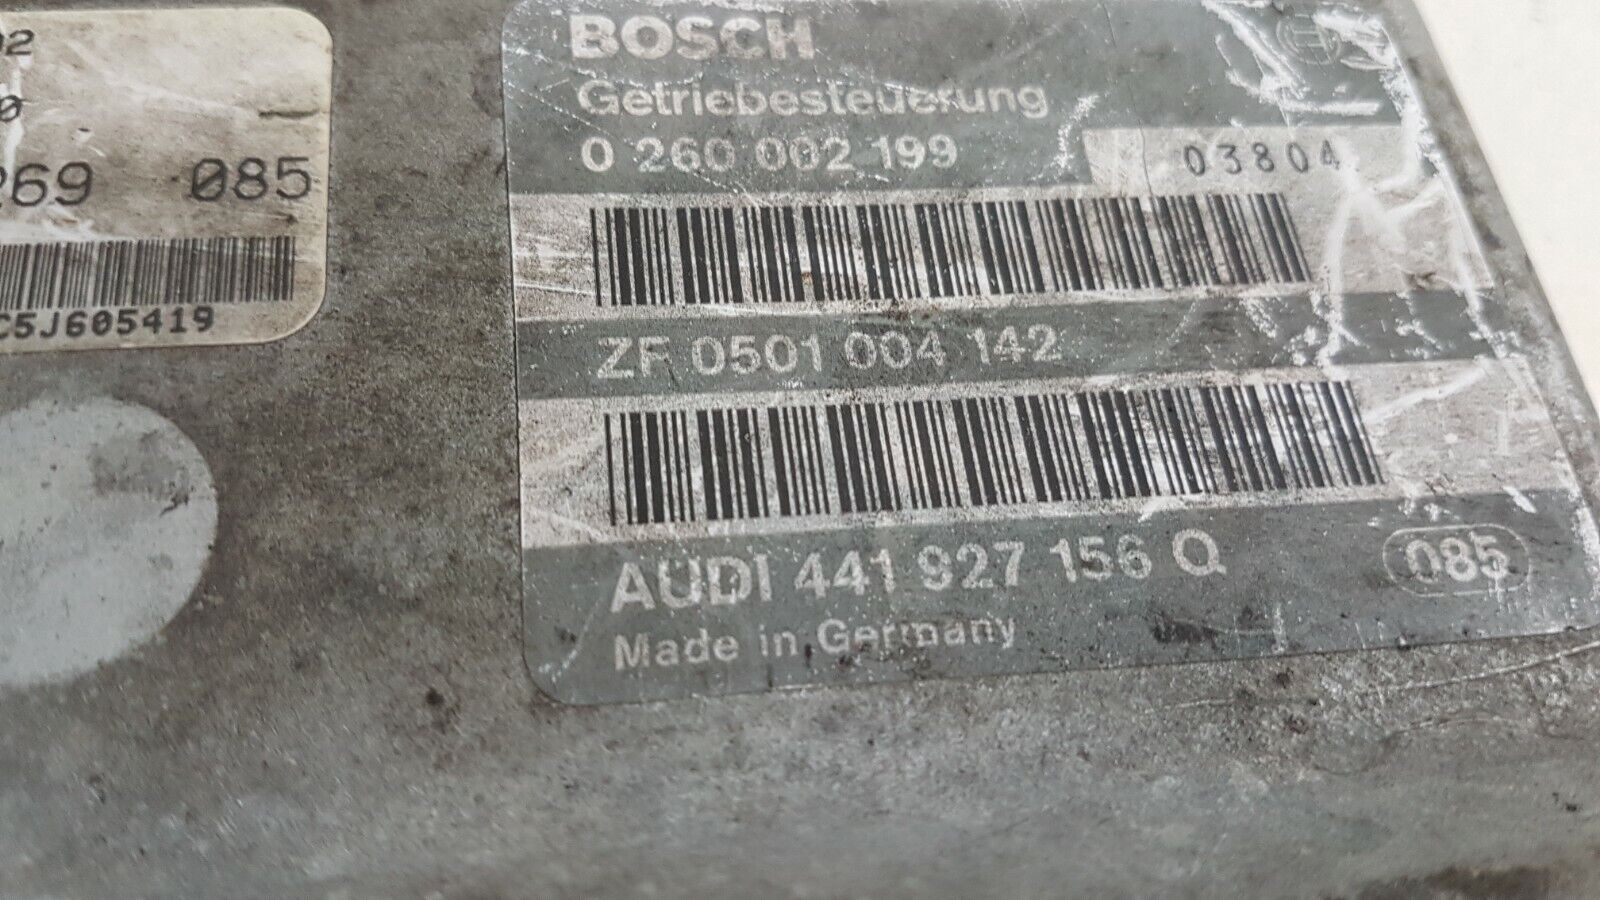 02
0
269 085
C5J605419
BOSCH
Getriebesteuerung
0 260 002 199
03804
ZF 0501 004 142
AUDI 441 927 156 Q
085
Made in Germany